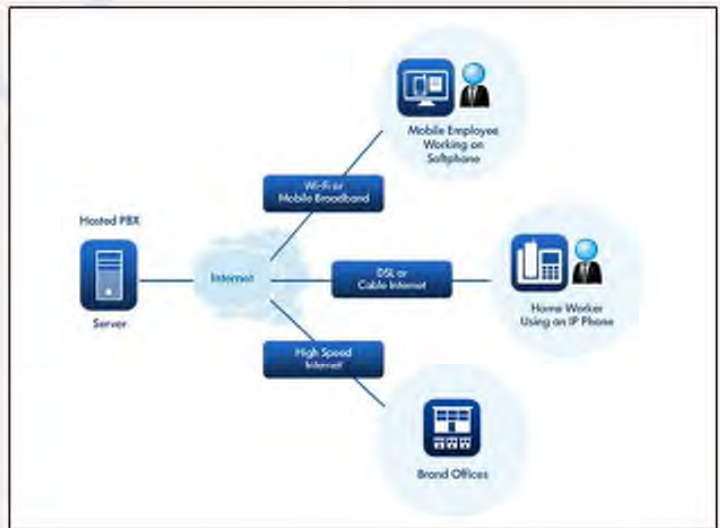 Mobile Employee
Working on
Softphone
Wi-Fi or
Mobile Broadband
Hosted PBX
Server
Internet
DSL or
Cable Internet
Home Worker
Using an IP Phone
High Speed
Internet
Brand Offices